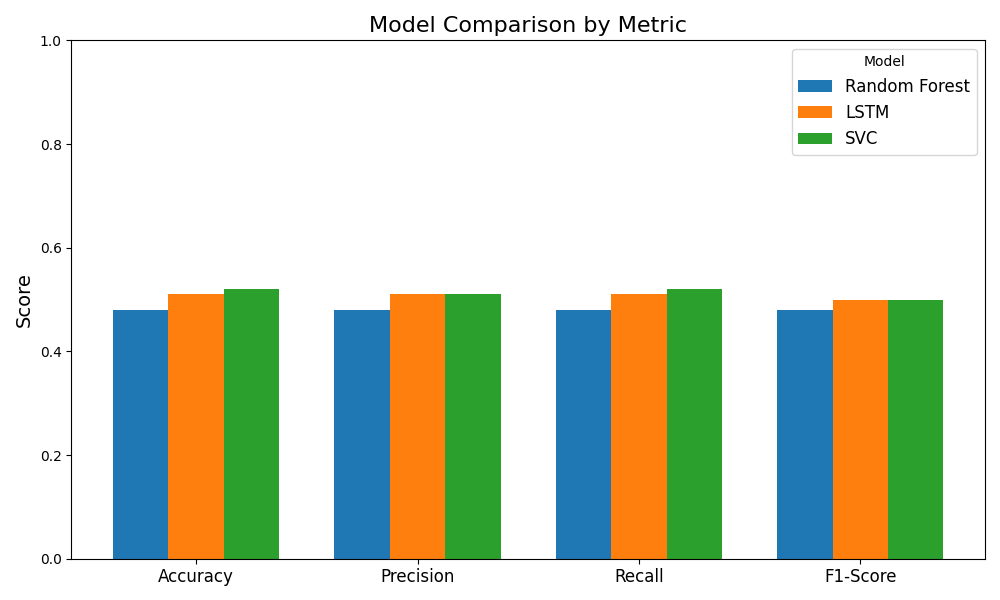 Model Comparison by Metric
Score
1.0
0.8
0.6
0.4
0.2
0.0
Model
Random Forest
LSTM
SVC
Accuracy
Precision
Recall
F1-Score